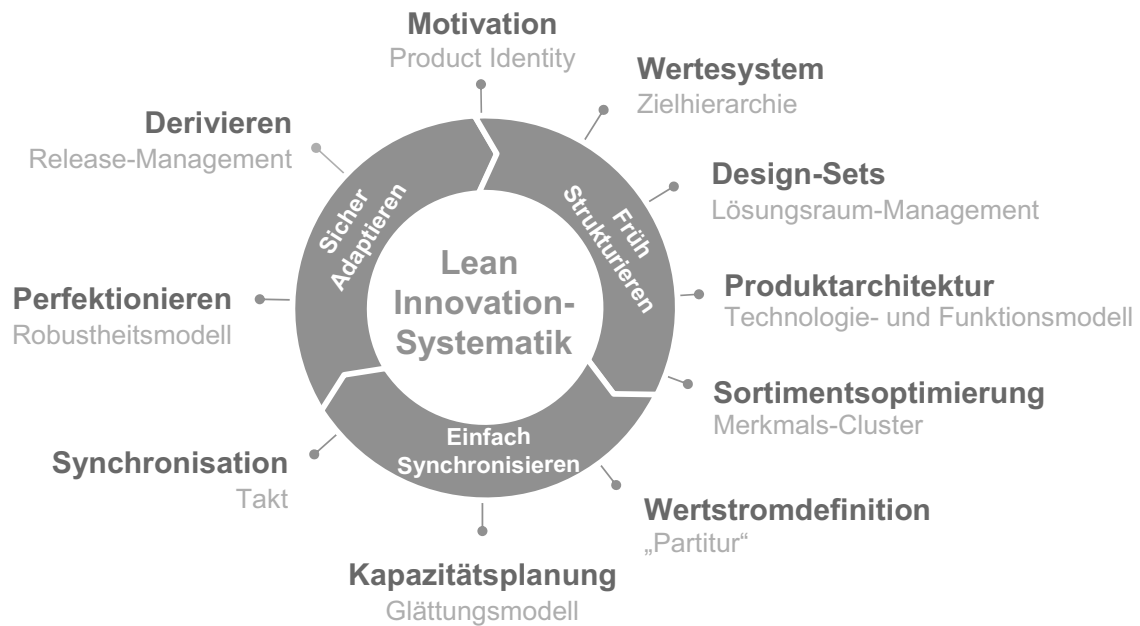 Motivation
Product Identity
Wertesystem
Zielhierarchie
Design-Sets
Lösungsraum-Management
Produktarchitektur
Technologie- und Funktionsmodell
Sortimentsoptimierung
Merkmals-Cluster
Wertstromdefinition
„Partitur“
Kapazitätsplanung
Glättungsmodell
Synchronisation
Takt
Perfektionieren
Robustheitsmodell
Derivieren
Release-Management
Früh
Strukturieren
Einfach
Synchronisieren
Sicher
Adaptieren
Lean
Innovation-
Systematik